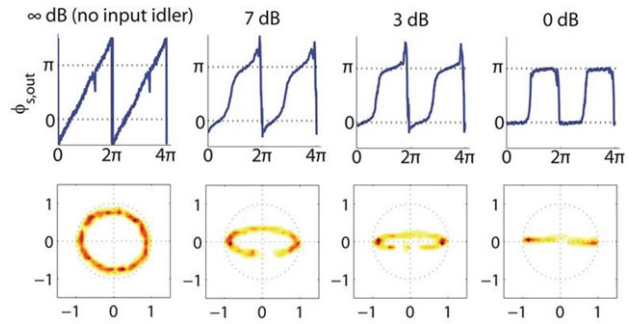 ∞ dB (no input idler) 7 dB 3 dB 0 dB
ϕs,out
π π π π
0 0 0 0
0 2π 4π 0 2π 4π 0 2π 4π 0 2π 4π
1 1 1 1
0 0 0 0
−1 −1 −1 −1
−1 0 1 −1 0 1 −1 0 1 −1 0 1